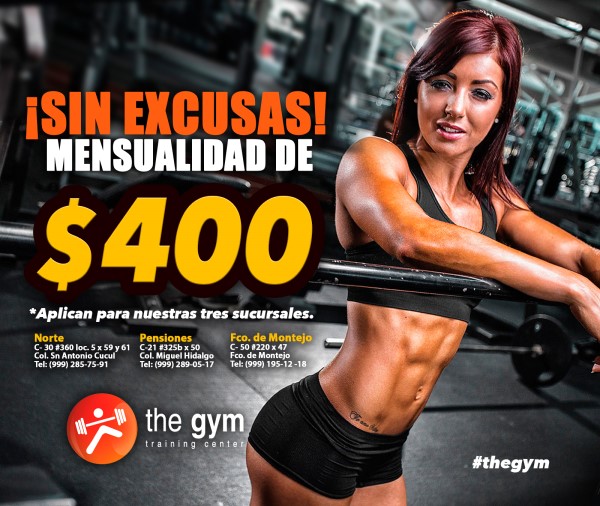 ¡SIN EXCUSAS!
MENSUALIDAD DE
$400
*Aplican para nuestras tres sucursales.
Norte
C- 30 #360 loc. 5 x 59 y 61
Col. Sn Antonio Cucul
Tel: (999) 285-75-91
Pensiones
C-21 #325b x 50
Col. Miguel Hidalgo
Tel: (999) 289-05-17
Fco. de Montejo
C- 50 #220 x 47
Fco. de Montejo
Tel: (999) 195-12 -18
the gym
training center
#thegym